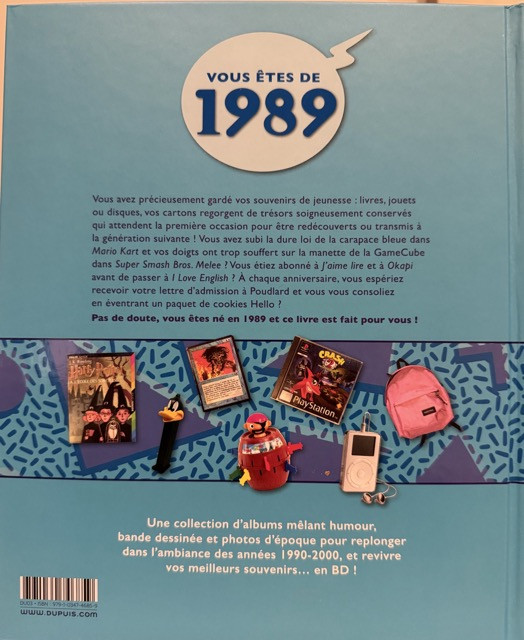 VOUS ÊTES DE
1989
Vous avez précieusement gardé vos souvenirs de jeunesse : livres, jouets
ou disques, vos cartons regorgent de trésors soigneusement conservés
qui attendent la première occasion pour être redécouverts ou transmis à
la génération suivante ! Vous avez subi la dure loi de la carapace bleue dans
Mario Kart et vos doigts ont trop souffert sur la manette de la GameCube
dans Super Smash Bros. Melee ? Vous étiez abonné à J'aime lire et à Okapi
avant de passer à I Love English ? À chaque anniversaire, vous espériez
recevoir votre lettre d'admission à Poudlard et vous vous consoliez
en éventrant un paquet de cookies Hello ?
Pas de doute, vous êtes né en 1989 et ce livre est fait pour vous !
CRASH
PlayStation
Une collection d'albums mêlant humour,
bande dessinée et photos d'époque pour replonger
dans l'ambiance des années 1990-2000, et revivre
vos meilleurs souvenirs... en BD !
WWW.DUPUIS.COM